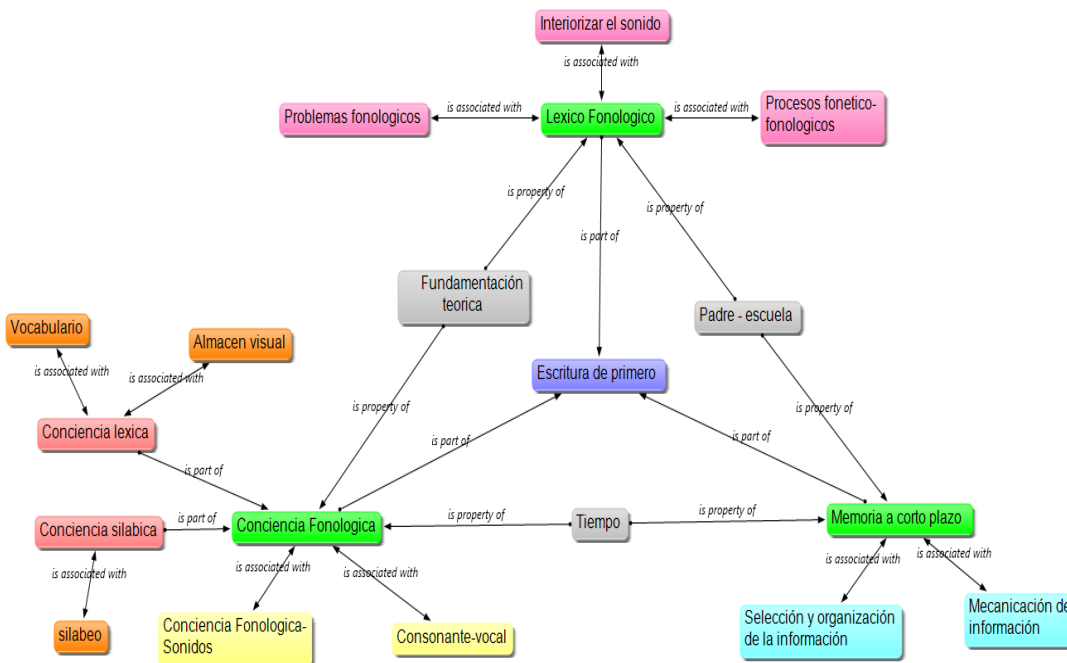 Interiorizar el sonido
is associated with
Problemas fonologicos
is associated with
Lexico Fonologico
is associated with
Procesos fonetico-
fonologicos
is property of
is part of
is property of
Fundamentación
teorica
Padre - escuela
Vocabulario
Almacen visual
is associated with
is associated with
Escritura de primero
is property of
is property of
Conciencia lexica
is part of
is part of
is part of
Conciencia silabica
is part of
Conciencia Fonologica
is property of
Tiempo
is property of
Memoria a corto plazo
is associated with
is associated with
is associated with
is associated with
is associated with
silabeo
Conciencia Fonologica-
Sonidos
Consonante-vocal
Selección y organización
de la información
Mecanicación de
información